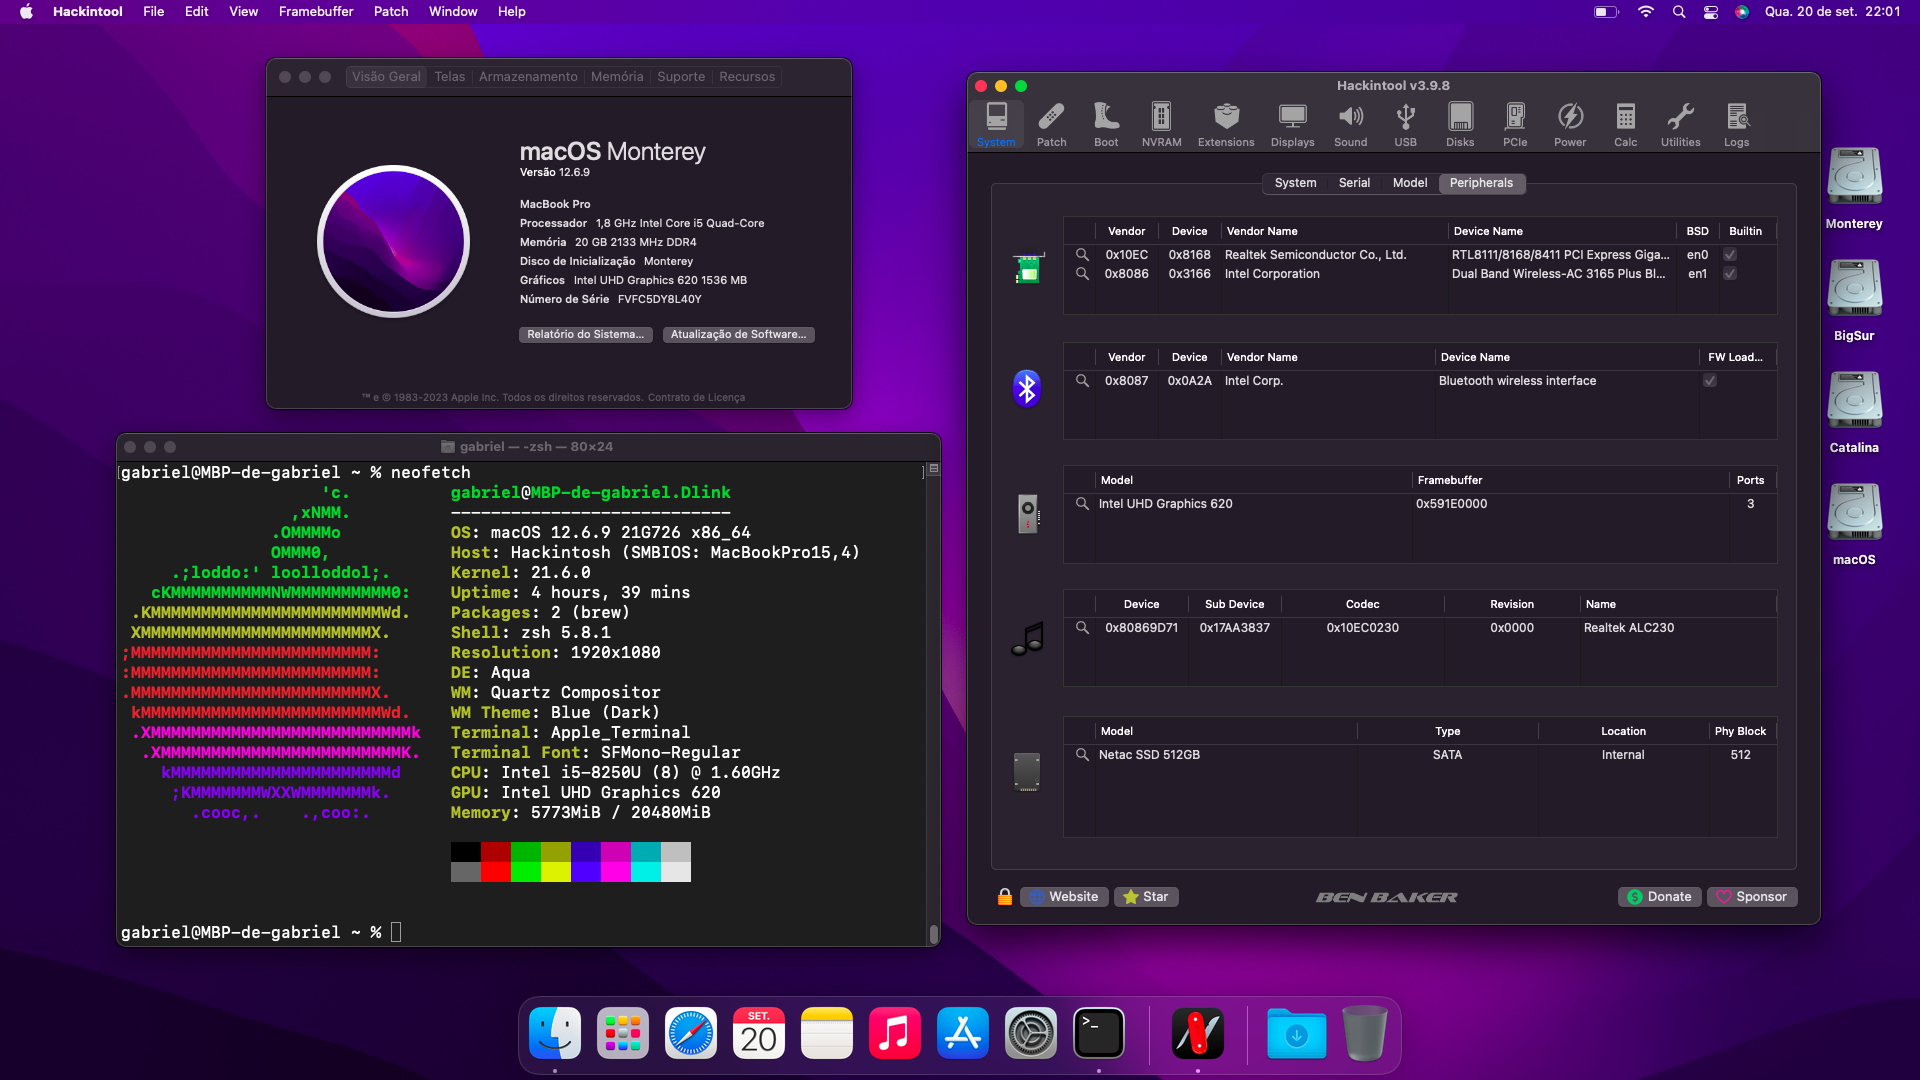 Hackintool File Edit View Framebuffer Patch Window Help
Qua. 20 de set. 22:01
Visão Geral Telas Armazenamento Memória Suporte Recursos
macOS Monterey
Versão 12.6.9
MacBook Pro
Processador 1,8 GHz Intel Core i5 Quad-Core
Memória 20 GB 2133 MHz DDR4
Disco de Inicialização Monterey
Gráficos Intel UHD Graphics 620 1536 MB
Número de Série FVFC5DY8L40Y
Relatório do Sistema... Atualização de Software...
™ e © 1983-2023 Apple Inc. Todos os direitos reservados. Contrato de Licença
gabriel — -zsh — 80×24
[gabriel@MBP-de-gabriel ~ % neofetch ]
'c. gabriel@MBP-de-gabriel.Dlink
,xNMM. ----------------------------
.OMMMMo OS: macOS 12.6.9 21G726 x86_64
OMMM0, Host: Hackintosh (SMBIOS: MacBookPro15,4)
.;loddo:' loolloddol;. Kernel: 21.6.0
cKMMMMMMMMMMNWMMMMMMMMMM0: Uptime: 4 hours, 39 mins
.KMMMMMMMMMMMMMMMMMMMMMMMWd. Packages: 2 (brew)
XMMMMMMMMMMMMMMMMMMMMMMMX. Shell: zsh 5.8.1
;MMMMMMMMMMMMMMMMMMMMMMMM: Resolution: 1920x1080
:MMMMMMMMMMMMMMMMMMMMMMMM: DE: Aqua
.MMMMMMMMMMMMMMMMMMMMMMMMX. WM: Quartz Compositor
kMMMMMMMMMMMMMMMMMMMMMMMMWd. WM Theme: Blue (Dark)
.XMMMMMMMMMMMMMMMMMMMMMMMMMMk Terminal: Apple_Terminal
.XMMMMMMMMMMMMMMMMMMMMMMMMK. Terminal Font: SFMono-Regular
kMMMMMMMMMMMMMMMMMMMMMMd CPU: Intel i5-8250U (8) @ 1.60GHz
;KMMMMMMMWXXWMMMMMMMk. GPU: Intel UHD Graphics 620
.cooc,. .,coo:. Memory: 5773MiB / 20480MiB
gabriel@MBP-de-gabriel ~ %
Hackintool v3.9.8
System Patch Boot NVRAM Extensions Displays Sound USB Disks PCIe Power Calc Utilities Logs
System Serial Model Peripherals
Vendor Device Vendor Name Device Name BSD Builtin
0x10EC 0x8168 Realtek Semiconductor Co., Ltd. RTL8111/8168/8411 PCI Express Giga... en0
0x8086 0x3166 Intel Corporation Dual Band Wireless-AC 3165 Plus Bl... en1
Vendor Device Vendor Name Device Name FW Load...
0x8087 0x0A2A Intel Corp. Bluetooth wireless interface
Model Framebuffer Ports
Intel UHD Graphics 620 0x591E0000 3
Device Sub Device Codec Revision Name
0x80869D71 0x17AA3837 0x10EC0230 0x0000 Realtek ALC230
Model Type Location Phy Block
Netac SSD 512GB SATA Internal 512
Website Star BEN BAKER Donate Sponsor
Monterey
BigSur
Catalina
macOS
SET.
20
>_